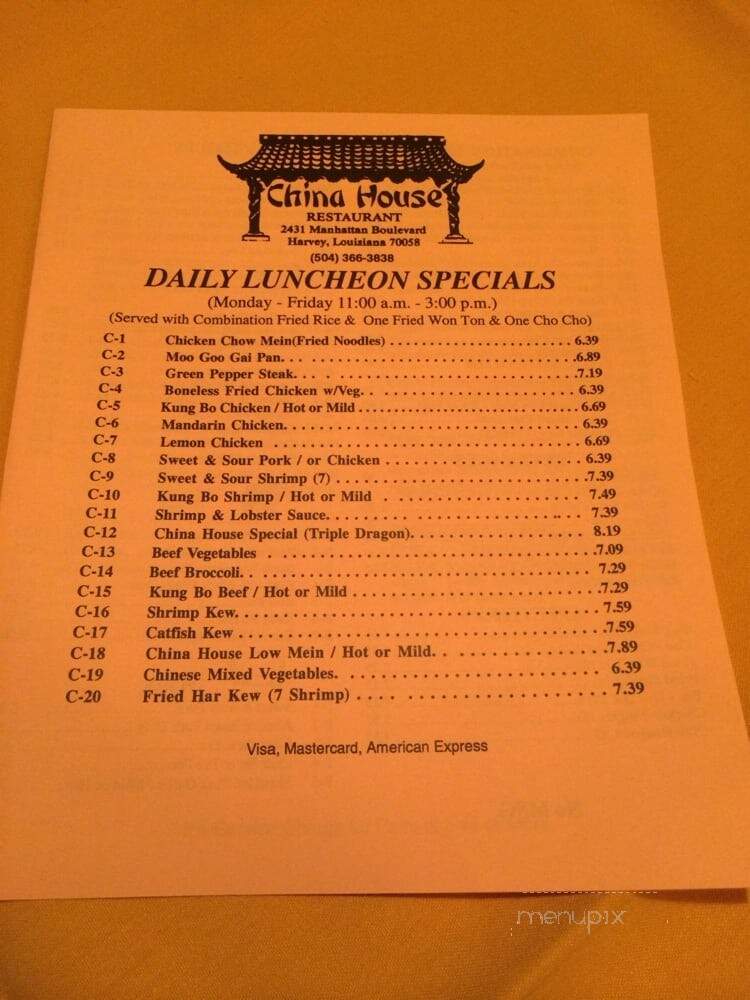 China House
RESTAURANT
2431 Manhattan Boulevard
Harvey, Louisiana 70058
(504) 366-3838
DAILY LUNCHEON SPECIALS
(Monday - Friday 11:00 a.m. - 3:00 p.m.)
(Served with Combination Fried Rice & One Fried Won Ton & One Cho Cho)
C-1 Chicken Chow Mein(Fried Noodles) . . . . . . . . . . . . . . . . . . . . . . . . 6.39
C-2 Moo Goo Gai Pan. . . . . . . . . . . . . . . . . . . . . . . . . . . . . . . . . . . . .6.89
C-3 Green Pepper Steak. . . . . . . . . . . . . . . . . . . . . . . . . . . . . . . . . . .7.19
C-4 Boneless Fried Chicken w/Veg. . . . . . . . . . . . . . . . . . . . . . . . . . . 6.39
C-5 Kung Bo Chicken / Hot or Mild . . . . . . . . . . . . . . . . . . . . . . . . . . . 6.69
C-6 Mandarin Chicken. . . . . . . . . . . . . . . . . . . . . . . . . . . . . . . . . . . . 6.39
C-7 Lemon Chicken . . . . . . . . . . . . . . . . . . . . . . . . . . . . . . . . . . . . . 6.69
C-8 Sweet & Sour Pork / or Chicken . . . . . . . . . . . . . . . . . . . . . . . . . 6.39
C-9 Sweet & Sour Shrimp (7) . . . . . . . . . . . . . . . . . . . . . . . . . . . . . . .7.39
C-10 Kung Bo Shrimp / Hot or Mild . . . . . . . . . . . . . . . . . . . . . . . . . 7.49
C-11 Shrimp & Lobster Sauce. . . . . . . . . . . . . . . . . . . . . . . . . . . . . . 7.39
C-12 China House Special (Triple Dragon). . . . . . . . . . . . . . . . . . . . . 8.19
C-13 Beef Vegetables . . . . . . . . . . . . . . . . . . . . . . . . . . . . . . . . . . . .7.09
C-14 Beef Broccoli. . . . . . . . . . . . . . . . . . . . . . . . . . . . . . . . . . . . . . 7.29
C-15 Kung Bo Beef / Hot or Mild . . . . . . . . . . . . . . . . . . . . . . . . . . . .7.29
C-16 Shrimp Kew. . . . . . . . . . . . . . . . . . . . . . . . . . . . . . . . . . . . . . . 7.59
C-17 Catfish Kew . . . . . . . . . . . . . . . . . . . . . . . . . . . . . . . . . . . . . . .7.59
C-18 China House Low Mein / Hot or Mild. . . . . . . . . . . . . . . . . . . . .7.89
C-19 Chinese Mixed Vegetables. . . . . . . . . . . . . . . . . . . . . . . . . . . . 6.39
C-20 Fried Har Kew (7 Shrimp) . . . . . . . . . . . . . . . . . . . . . . . . . . . . 7.39
Visa, Mastercard, American Express
menupix